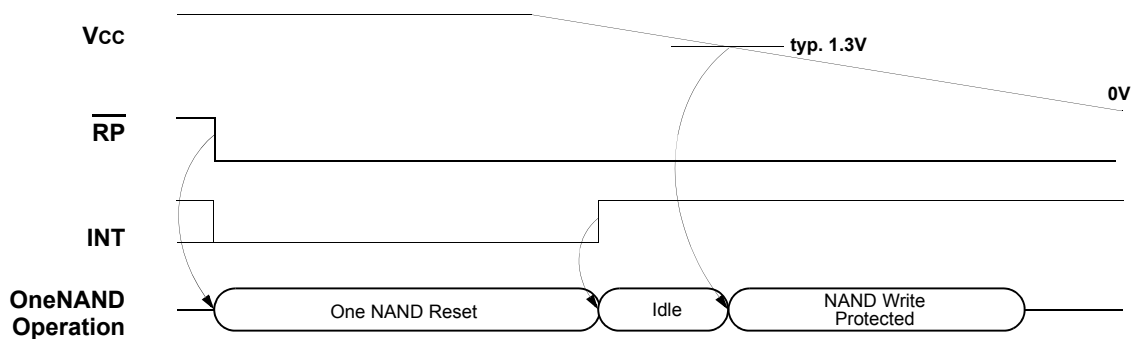 Vcc
typ. 1.3V
0V
RP
INT
OneNAND
Operation
One NAND Reset
Idle
NAND Write
Protected